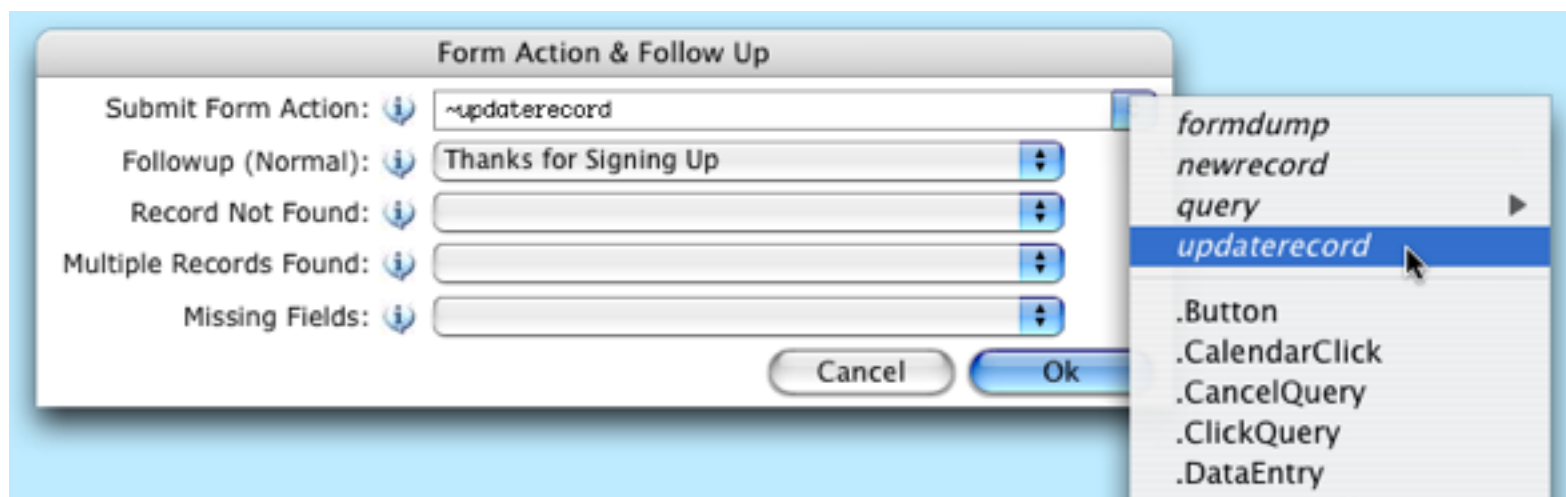 Form Action & Follow Up
Submit Form Action: ~updaterecord
Followup (Normal): Thanks for Signing Up
Record Not Found:
Multiple Records Found:
Missing Fields:
Cancel Ok
formdump
newrecord
query
updaterecord
.Button
.CalendarClick
.CancelQuery
.ClickQuery
.DataEntry